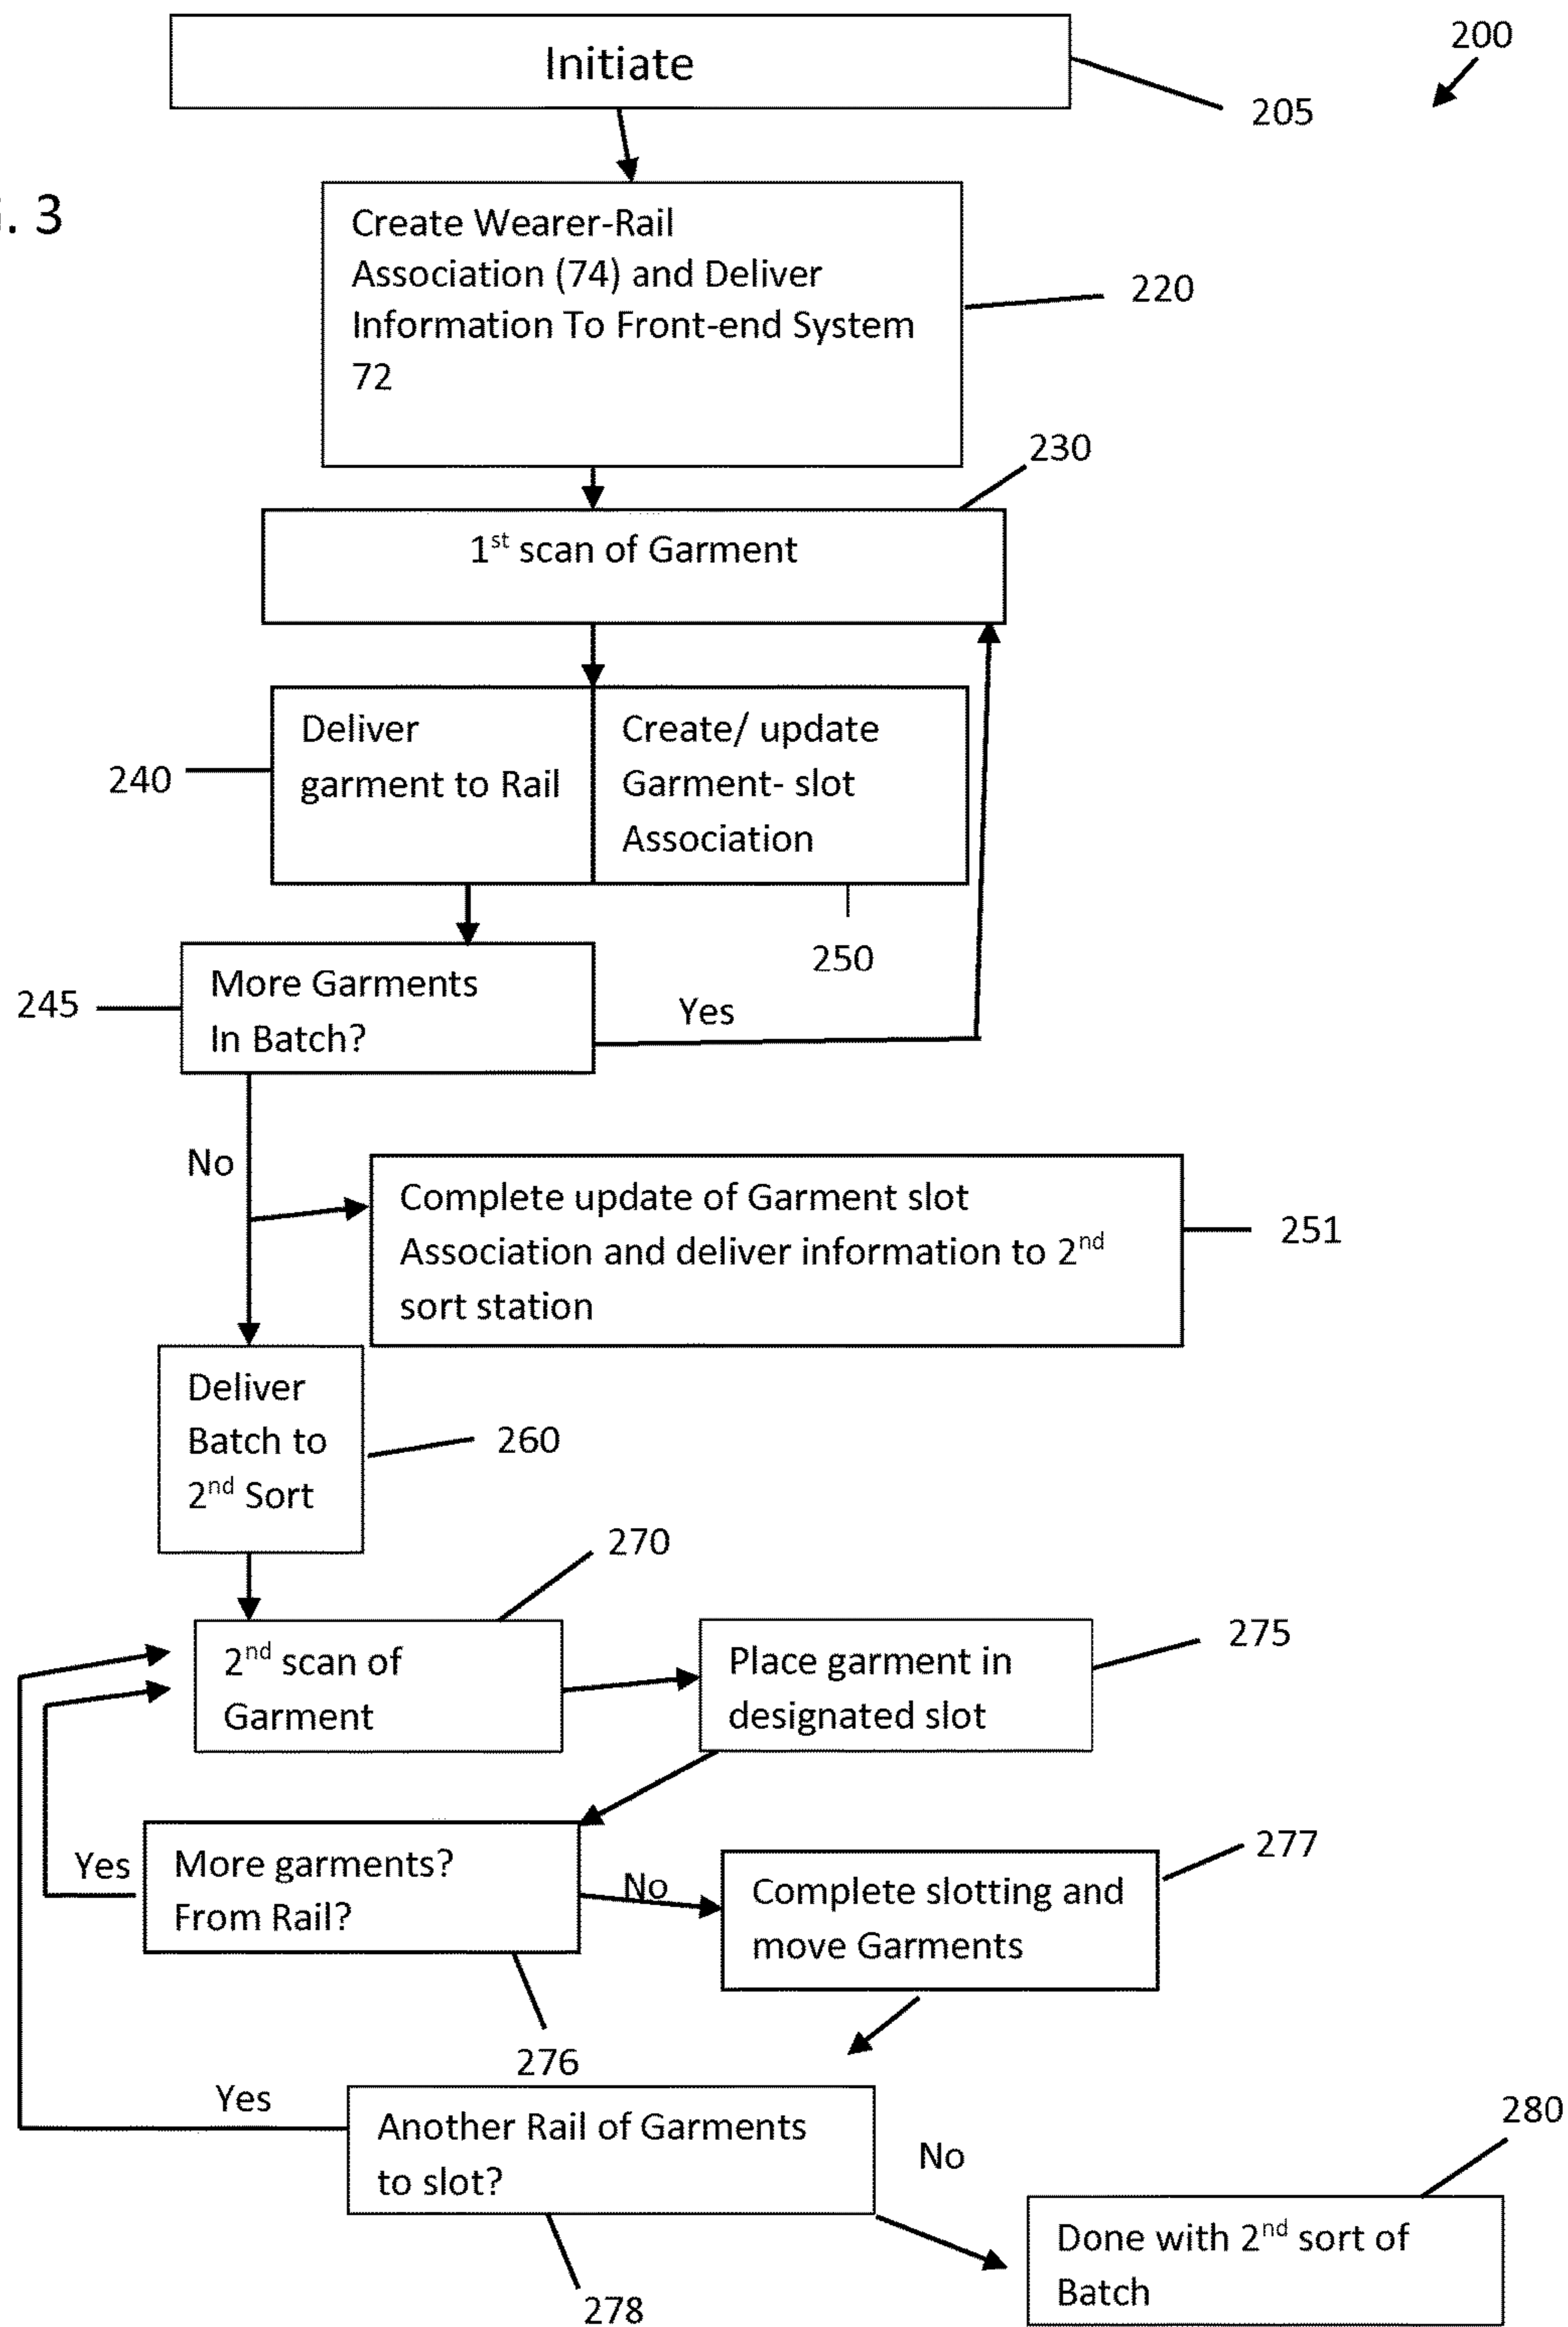 Initiate
200
205
. 3
Create Wearer-Rail
Association (74) and Deliver
Information To Front-end System
72
220
230
1st scan of Garment
Deliver
garment to Rail
Create/ update
Garment- slot
Association
240
250
245
More Garments
In Batch?
Yes
No
Complete update of Garment slot
Association and deliver information to 2nd
sort station
251
Deliver
Batch to
2nd Sort
260
270
2nd scan of
Garment
Place garment in
designated slot
275
Yes
More garments?
From Rail?
No
277
Complete slotting and
move Garments
276
Yes
Another Rail of Garments
to slot?
No
280
Done with 2nd sort of
Batch
278